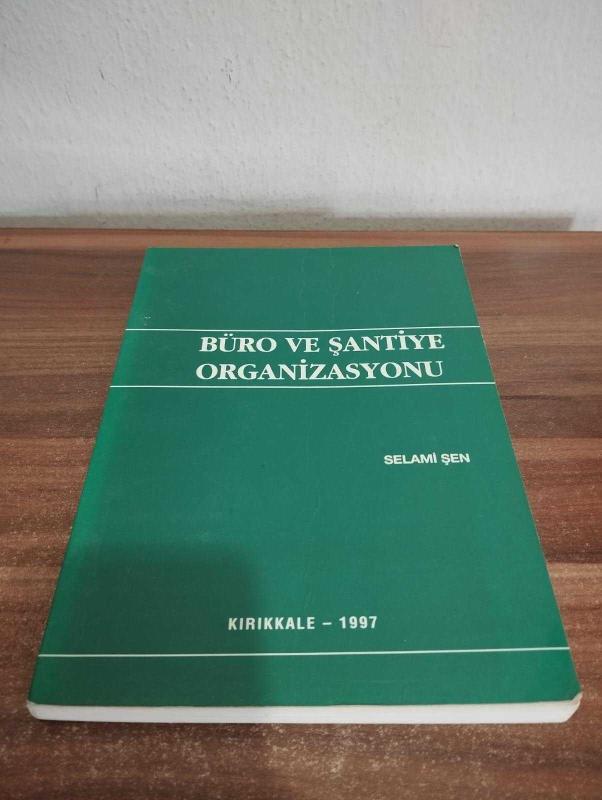 BÜRO VE ŞANTİYE
ORGANİZASYONU
SELAMİ ŞEN
KIRIKKALE – 1997